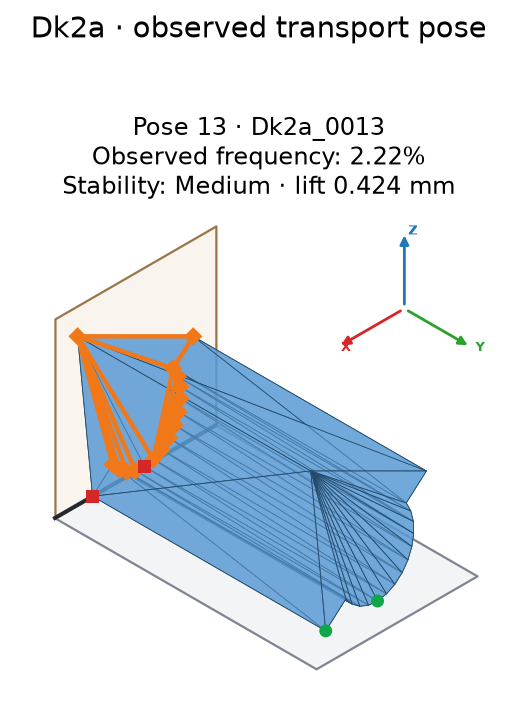 Dk2a · observed transport pose
Pose 13 · Dk2a_0013
Observed frequency: 2.22%
Stability: Medium · lift 0.424 mm
Z
X
Y